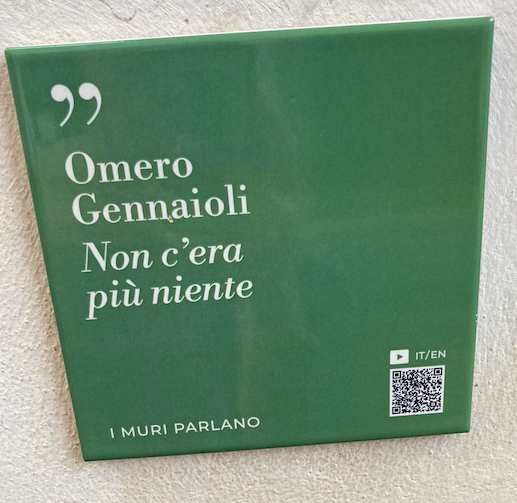 ”
Omero
Gennaioli
Non c’era
più niente
IT/EN
I MURI PARLANO